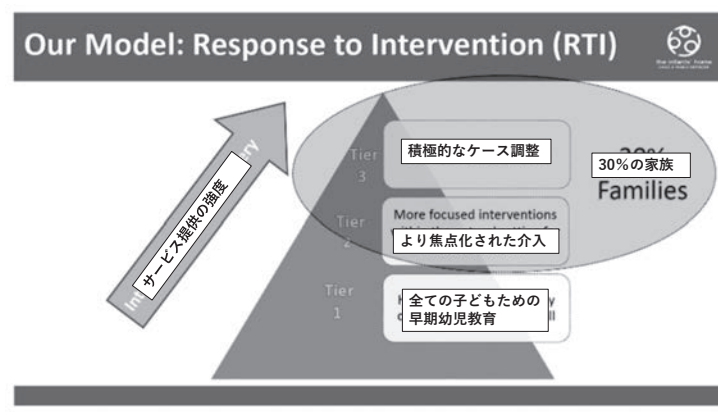 Our Model: Response to Intervention (RTI)
the infants' home
サービス提供の強度
Tier
3
積極的なケース調整
30%の家族
Families
Tier
2
More focused interventions
より焦点化された介入
Tier
1
全ての子どもための
早期幼児教育